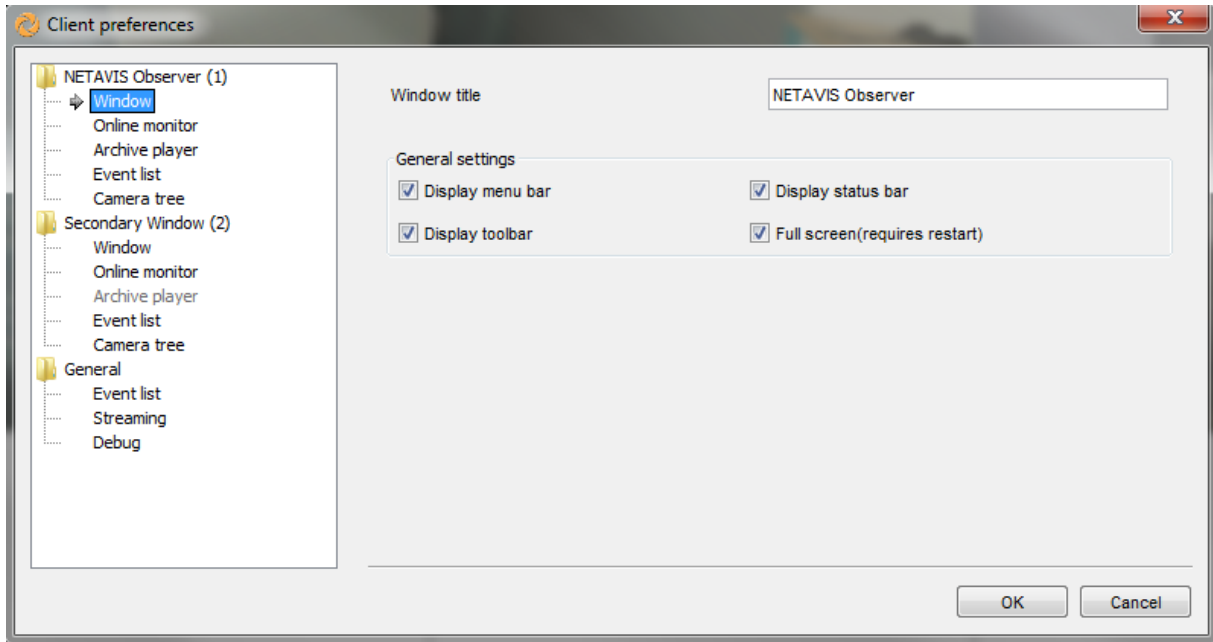 Client preferences
NETAVIS Observer (1)
Window
Online monitor
Archive player
Event list
Camera tree
Secondary Window (2)
Window
Online monitor
Archive player
Event list
Camera tree
General
Event list
Streaming
Debug
Window title NETAVIS Observer
General settings
Display menu bar Display status bar
Display toolbar Full screen(requires restart)
OK Cancel